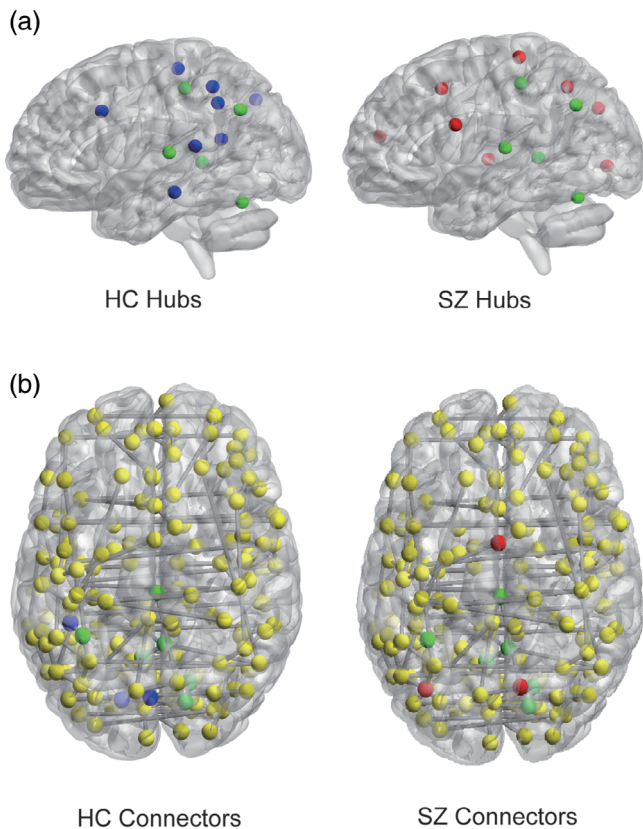 (a)
HC Hubs
SZ Hubs
(b)
HC Connectors
SZ Connectors